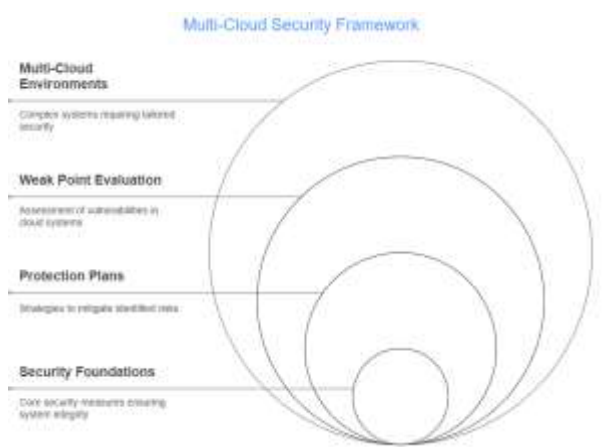 Multi-Cloud Security Framework
Multi-Cloud
Environments
Complex systems requiring tailored
security
Weak Point Evaluation
Assessment of vulnerabilities in
cloud systems
Protection Plans
Strategies to mitigate identified risks
Security Foundations
Core security measures ensuring
system integrity